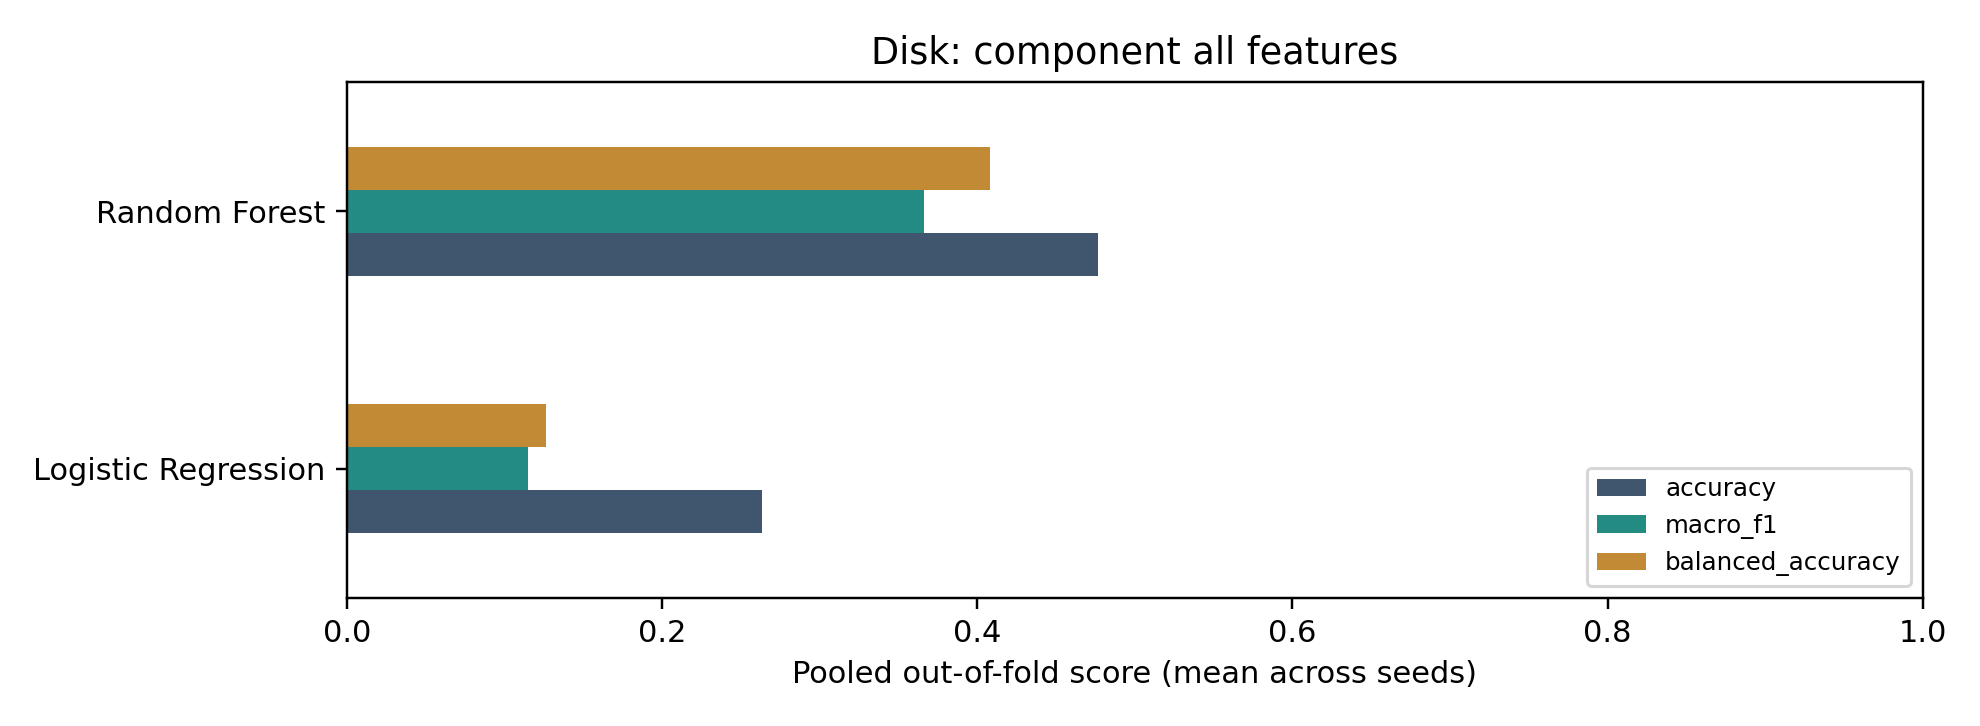 Disk: component all features
Random Forest
Logistic Regression
accuracy
macro_f1
balanced_accuracy
0.0 0.2 0.4 0.6 0.8 1.0
Pooled out-of-fold score (mean across seeds)